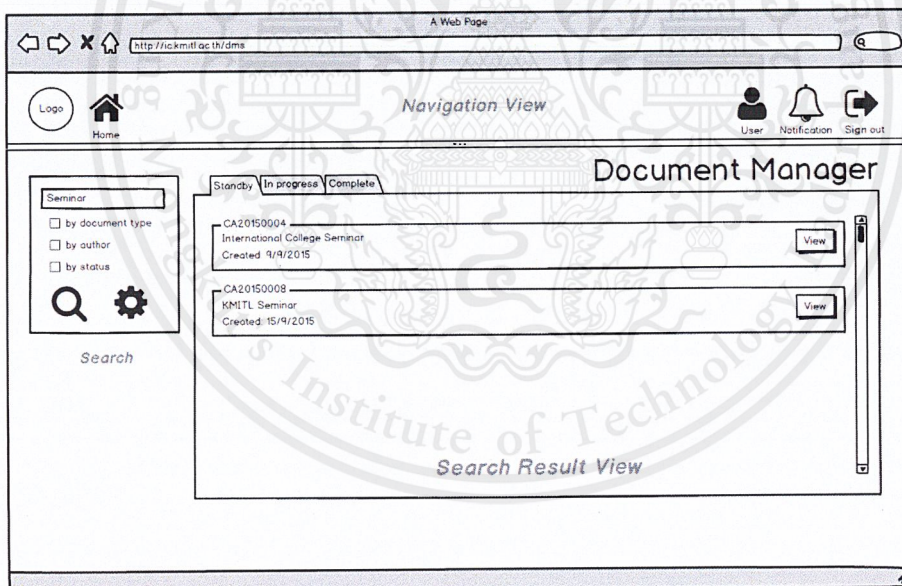 A Web Page
http://ic.kmitl.ac.th/dms
Logo
Home
Navigation View
User
Notification
Sign out
Document Manager
Seminar
by document type
by author
by status
Search
Standby
In progress
Complete
CA20150004
International College Seminar
Created: 9/9/2015
View
CA20150008
KMITL Seminar
Created: 15/9/2015
View
Search Result View
King Mongkut's Institute of Technology